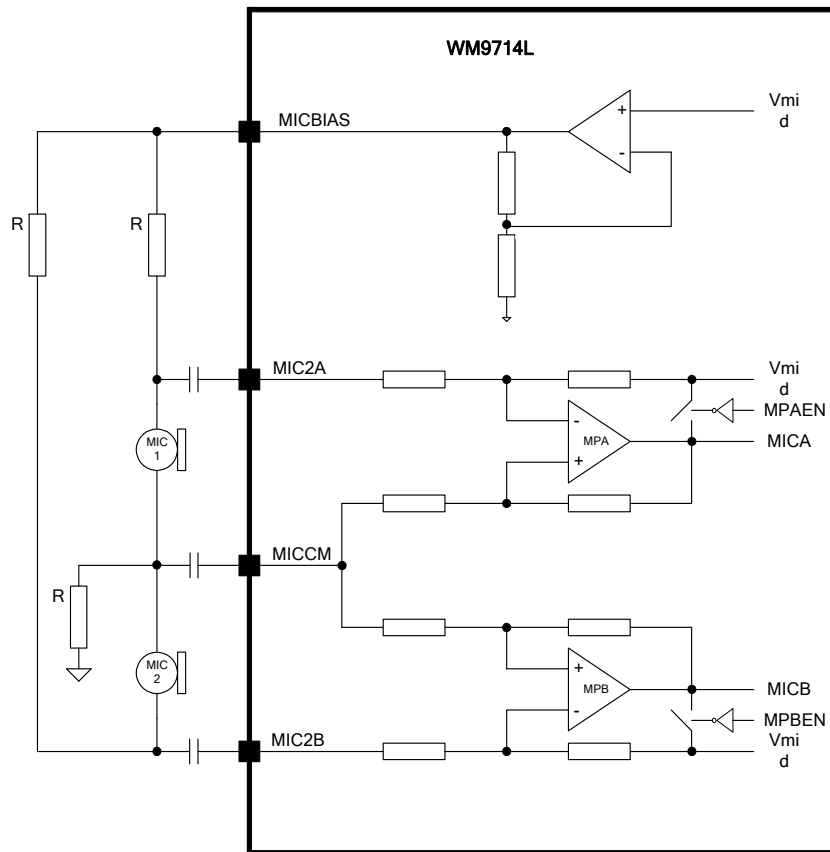 WM9714L
MICBIAS
Vmi
d
+
-
R
R
MIC2A
Vmi
d
MPAEN
-
MPA
+
MICA
MIC
1
MICCM
R
MIC
2
+
MPB
-
MICB
MPBEN
MIC2B
Vmi
d